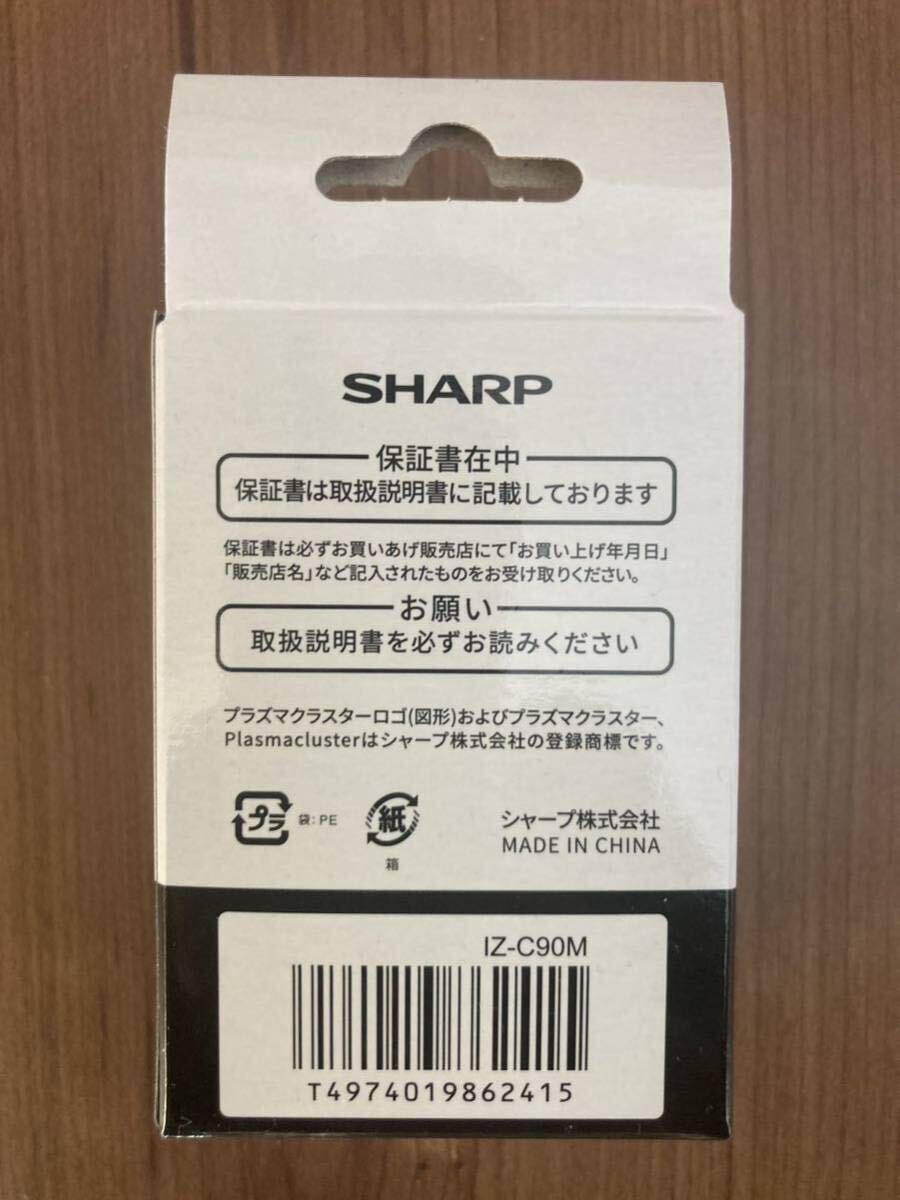 SHARP
保証書在中
保証書は取扱説明書に記載しております
保証書は必ずお買いあげ販売店にて「お買い上げ年月日」
「販売店名」など記入されたものをお受け取りください。
お願い
取扱説明書を必ずお読みください
プラズマクラスターロゴ(図形)およびプラズマクラスター、
Plasmaclusterはシャープ株式会社の登録商標です。
プラ 袋:PE 紙 シャープ株式会社
箱 MADE IN CHINA
IZ-C90M
T4974019862415